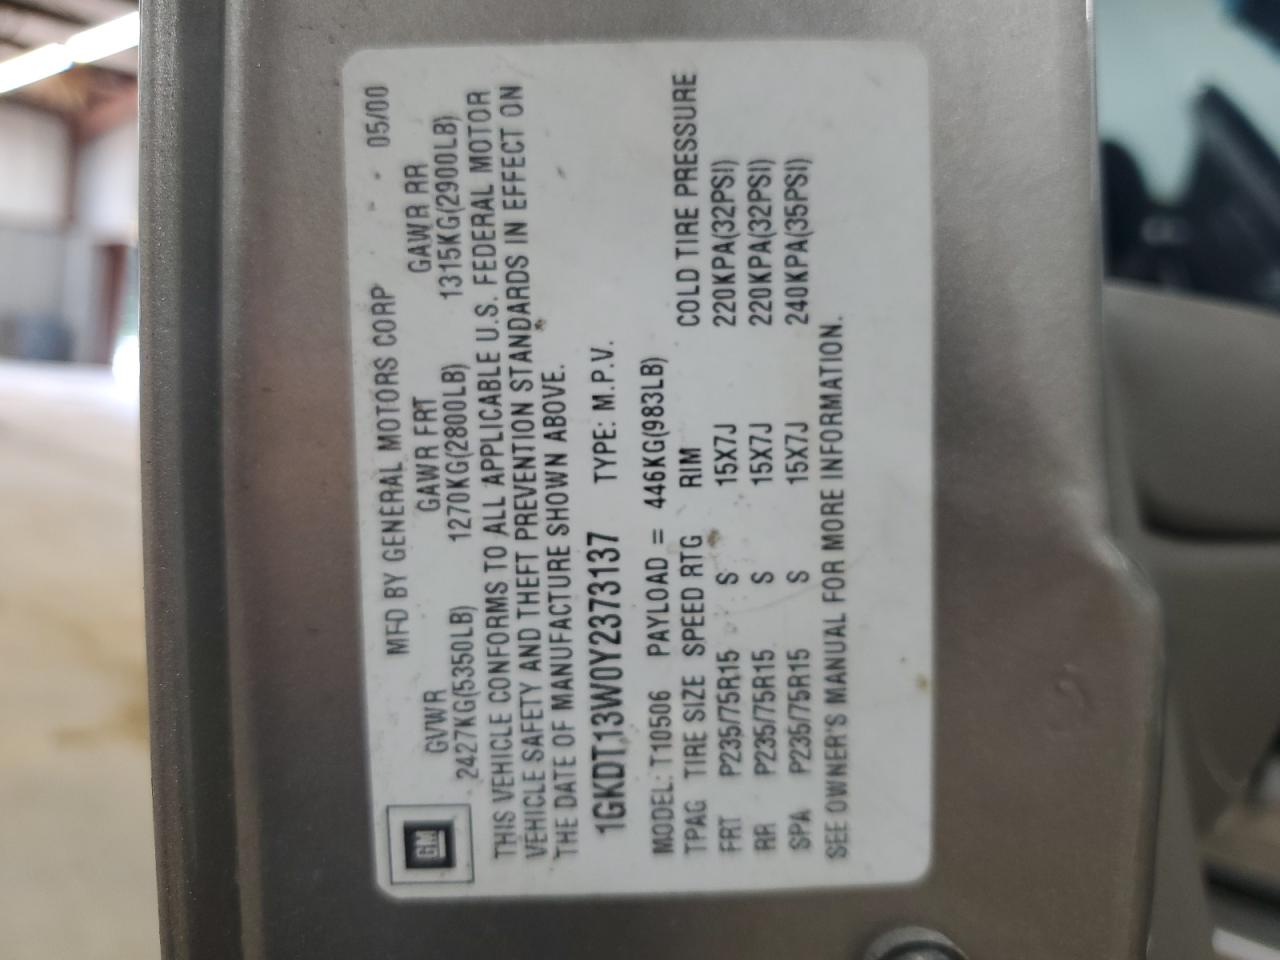 MFD BY GENERAL MOTORS CORP 05/00
GVWR GAWR FRT GAWR RR
2427KG(5350LB) 1270KG(2800LB) 1315KG(2900LB)
GM
THIS VEHICLE CONFORMS TO ALL APPLICABLE U.S. FEDERAL MOTOR
VEHICLE SAFETY AND THEFT PREVENTION STANDARDS IN EFFECT ON
THE DATE OF MANUFACTURE SHOWN ABOVE.
1GKDT13W0Y2373137 TYPE: M.P.V.
MODEL: T10506 PAYLOAD = 446KG(983LB)
TPAG TIRE SIZE SPEED RTG RIM COLD TIRE PRESSURE
FRT P235/75R15 S 15X7J 220KPA(32PSI)
RR P235/75R15 S 15X7J 220KPA(32PSI)
SPA P235/75R15 S 15X7J 240KPA(35PSI)
SEE OWNER'S MANUAL FOR MORE INFORMATION.